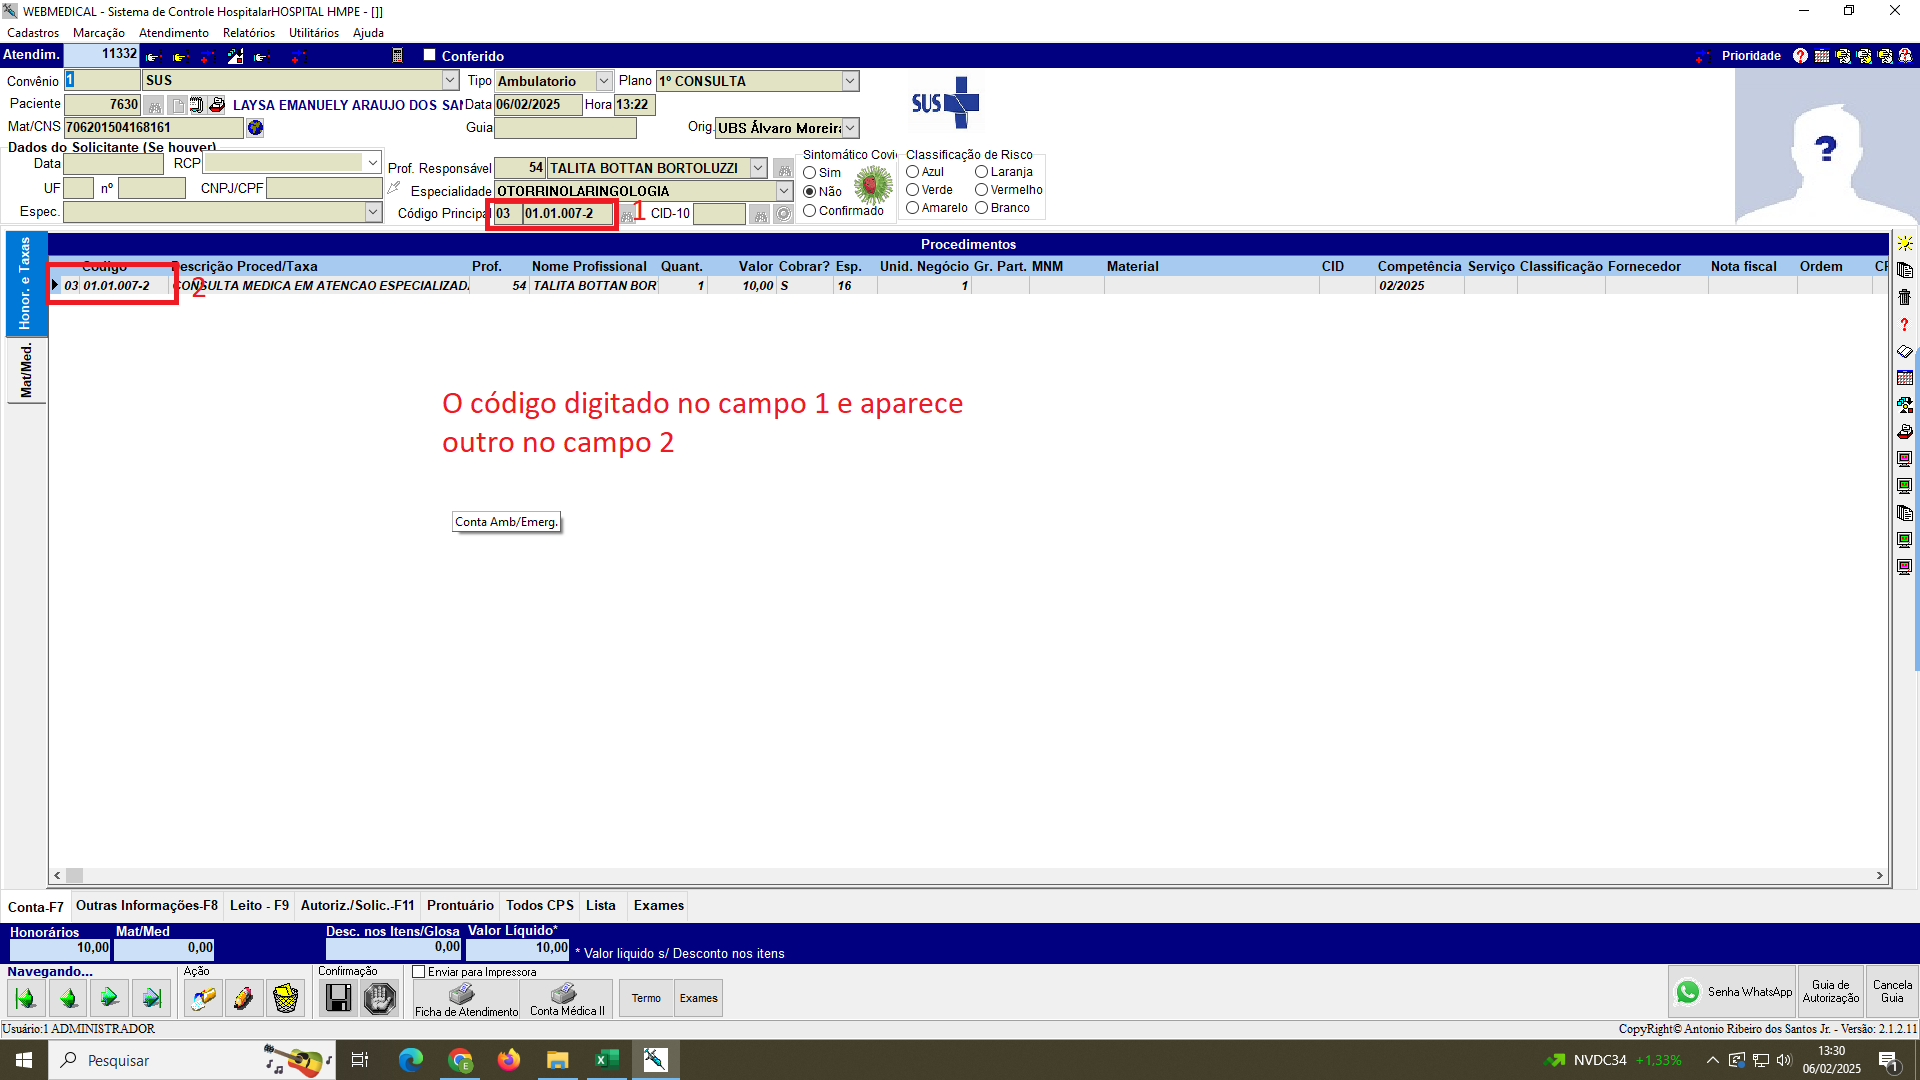 WEBMEDICAL - Sistema de Controle HospitalarHOSPITAL HMPE - []]
Cadastros Marcação Atendimento Relatórios Utilitários Ajuda
Atendim. 11332 Conferido Prioridade
Convênio 1 SUS Tipo Ambulatorio Plano 1º CONSULTA
Paciente 7630 LAYSA EMANUELY ARAUJO DOS SAN Data 06/02/2025 Hora 13:22
SUS
Mat/CNS 706201504168161 Guia Orig. UBS Álvaro Moreira
Dados do Solicitante (Se houver)
Data RCP Prof. Responsável 54 TALITA BOTTAN BORTOLUZZI
UF nº CNPJ/CPF Especialidade OTORRINOLARINGOLOGIA
Espec. Código Principal 03 01.01.007-2 1 CID-10
Sintomático Covi
Sim
Não
Confirmado
Classificação de Risco
Azul Laranja
Verde Vermelho
Amarelo Branco
?
Honor. e Taxas
Mat/Med.
Procedimentos
Código Descrição Proced/Taxa Prof. Nome Profissional Quant. Valor Cobrar? Esp. Unid. Negócio Gr. Part. MNM Material CID Competência Serviço Classificação Fornecedor Nota fiscal Ordem
03 01.01.007-2 2 CONSULTA MEDICA EM ATENCAO ESPECIALIZADA 54 TALITA BOTTAN BOR 1 10,00 S 16 1 02/2025
O código digitado no campo 1 e aparece
outro no campo 2
Conta Amb/Emerg.
Conta-F7 Outras Informações-F8 Leito - F9 Autoriz./Solic.-F11 Prontuário Todos CPS Lista Exames
Honorários Mat/Med Desc. nos Itens/Glosa Valor Líquido*
10,00 0,00 0,00 10,00 * Valor liquido s/ Desconto nos itens
Navegando... Ação Confirmação Enviar para Impressora
Ficha de Atendimento Conta Médica II Termo Exames Senha WhatsApp Guia de Autorização Cancela Guia
Usuário:1 ADMINISTRADOR CopyRight© Antonio Ribeiro dos Santos Jr. - Versão: 2.1.2.11
Pesquisar NVDC34 +1,33% 13:30
06/02/2025 1